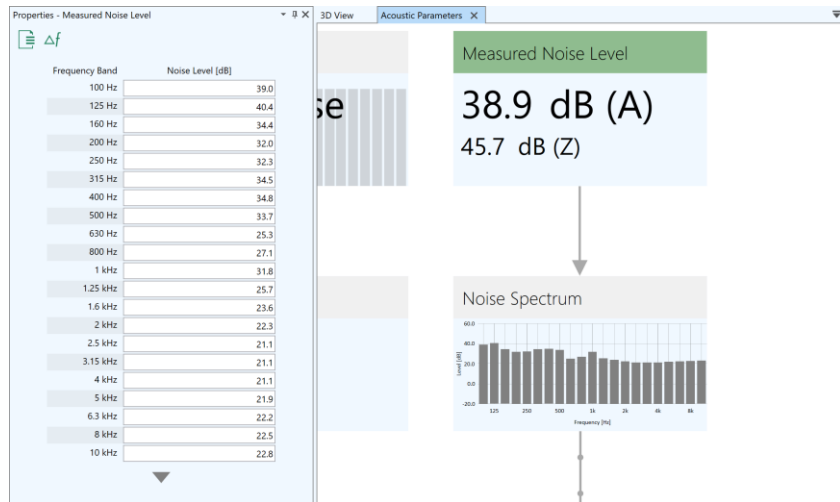 Properties - Measured Noise Level
Δf
Frequency Band Noise Level [dB]
100 Hz 39.0
125 Hz 40.4
160 Hz 34.4
200 Hz 32.0
250 Hz 32.3
315 Hz 34.5
400 Hz 34.8
500 Hz 33.7
630 Hz 25.3
800 Hz 27.1
1 kHz 31.8
1.25 kHz 25.7
1.6 kHz 23.6
2 kHz 22.3
2.5 kHz 21.1
3.15 kHz 21.1
4 kHz 21.1
5 kHz 21.9
6.3 kHz 22.2
8 kHz 22.5
10 kHz 22.8
3D View Acoustic Parameters
se
Measured Noise Level
38.9 dB (A)
45.7 dB (Z)
Noise Spectrum
Level [dB]
60.0
40.0
20.0
0.0
-20.0
125 250 500 1k 2k 4k 8k
Frequency [Hz]